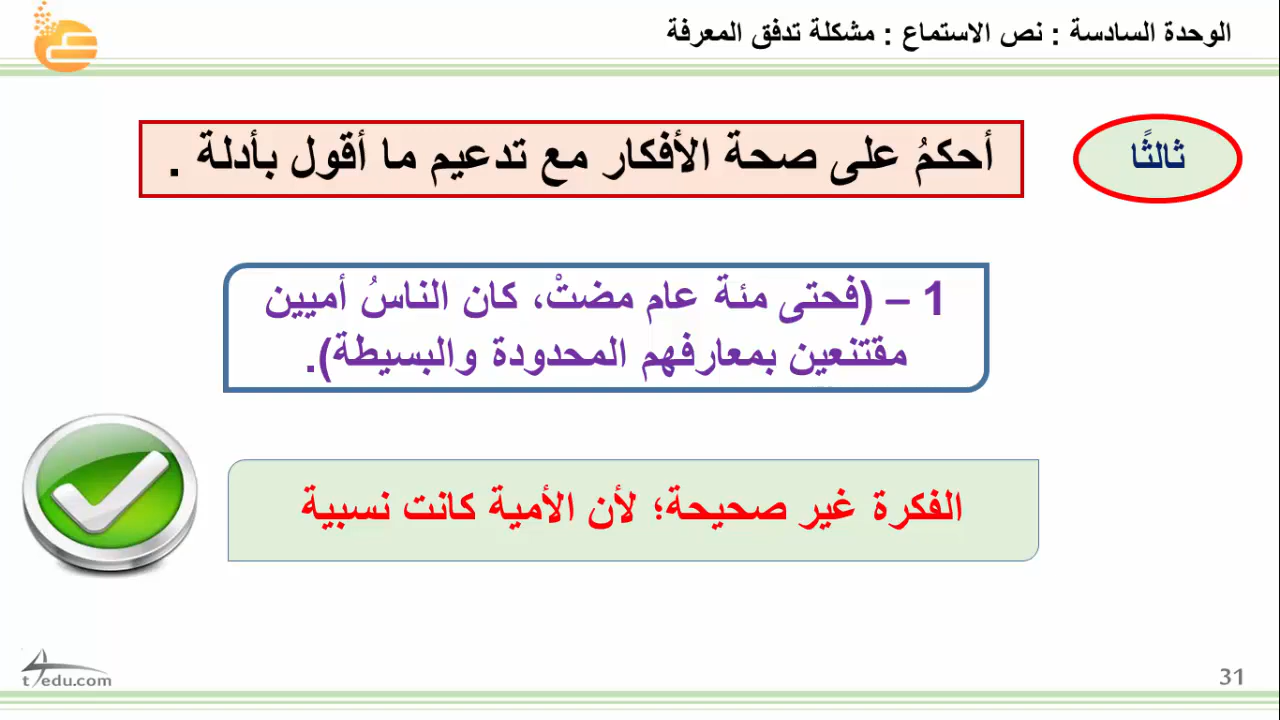 الوحدة السادسة : نص الاستماع : مشكلة تدفق المعرفة
ثالثًا
أحكمُ على صحة الأفكار مع تدعيم ما أقول بأدلة .
1 – (فحتى مئة عام مضتْ، كان الناسُ أميين
مقتنعين بمعارفهم المحدودة والبسيطة).
الفكرة غير صحيحة؛ لأن الأمية كانت نسبية
t4edu.com
31